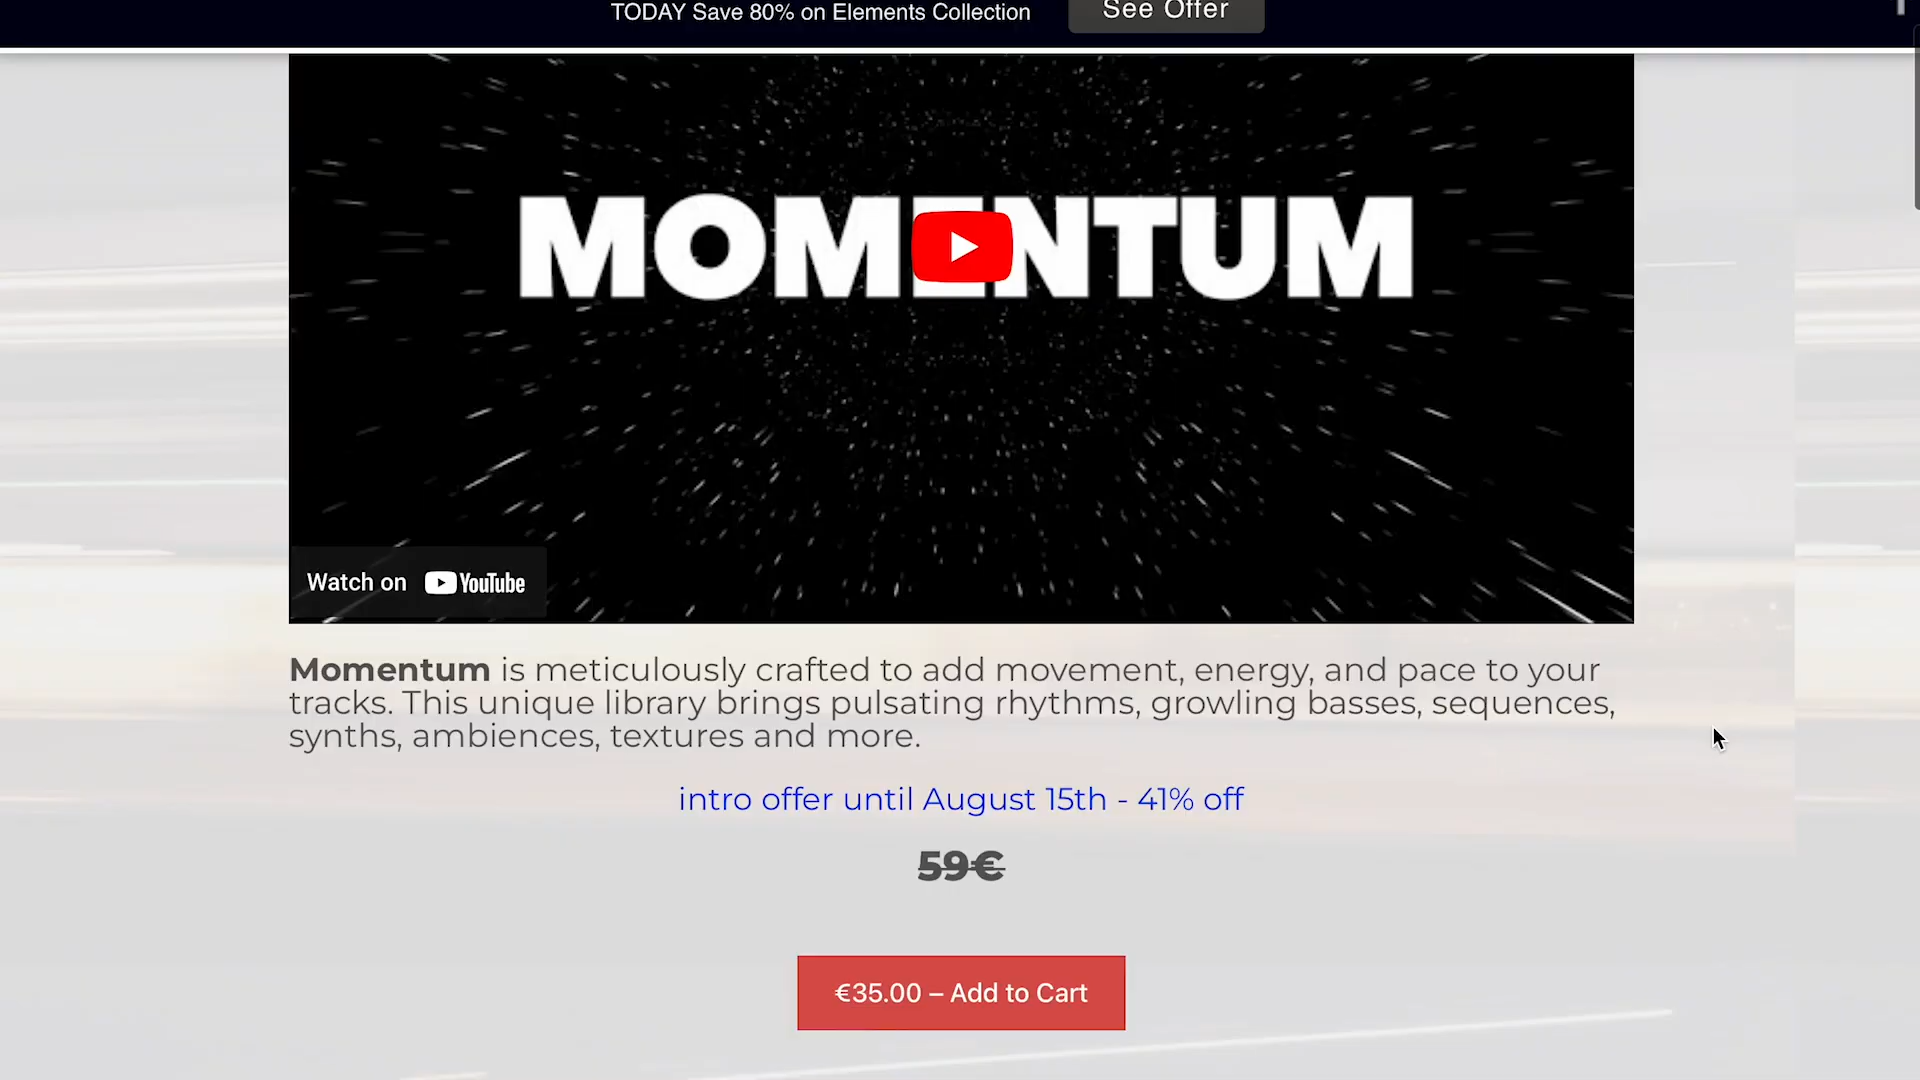 TODAY Save 80% on Elements Collection
See Offer
MOMENTUM
Watch on YouTube
Momentum is meticulously crafted to add movement, energy, and pace to your
tracks. This unique library brings pulsating rhythms, growling basses, sequences,
synths, ambiences, textures and more.
intro offer until August 15th - 41% off
59€
€35.00 – Add to Cart